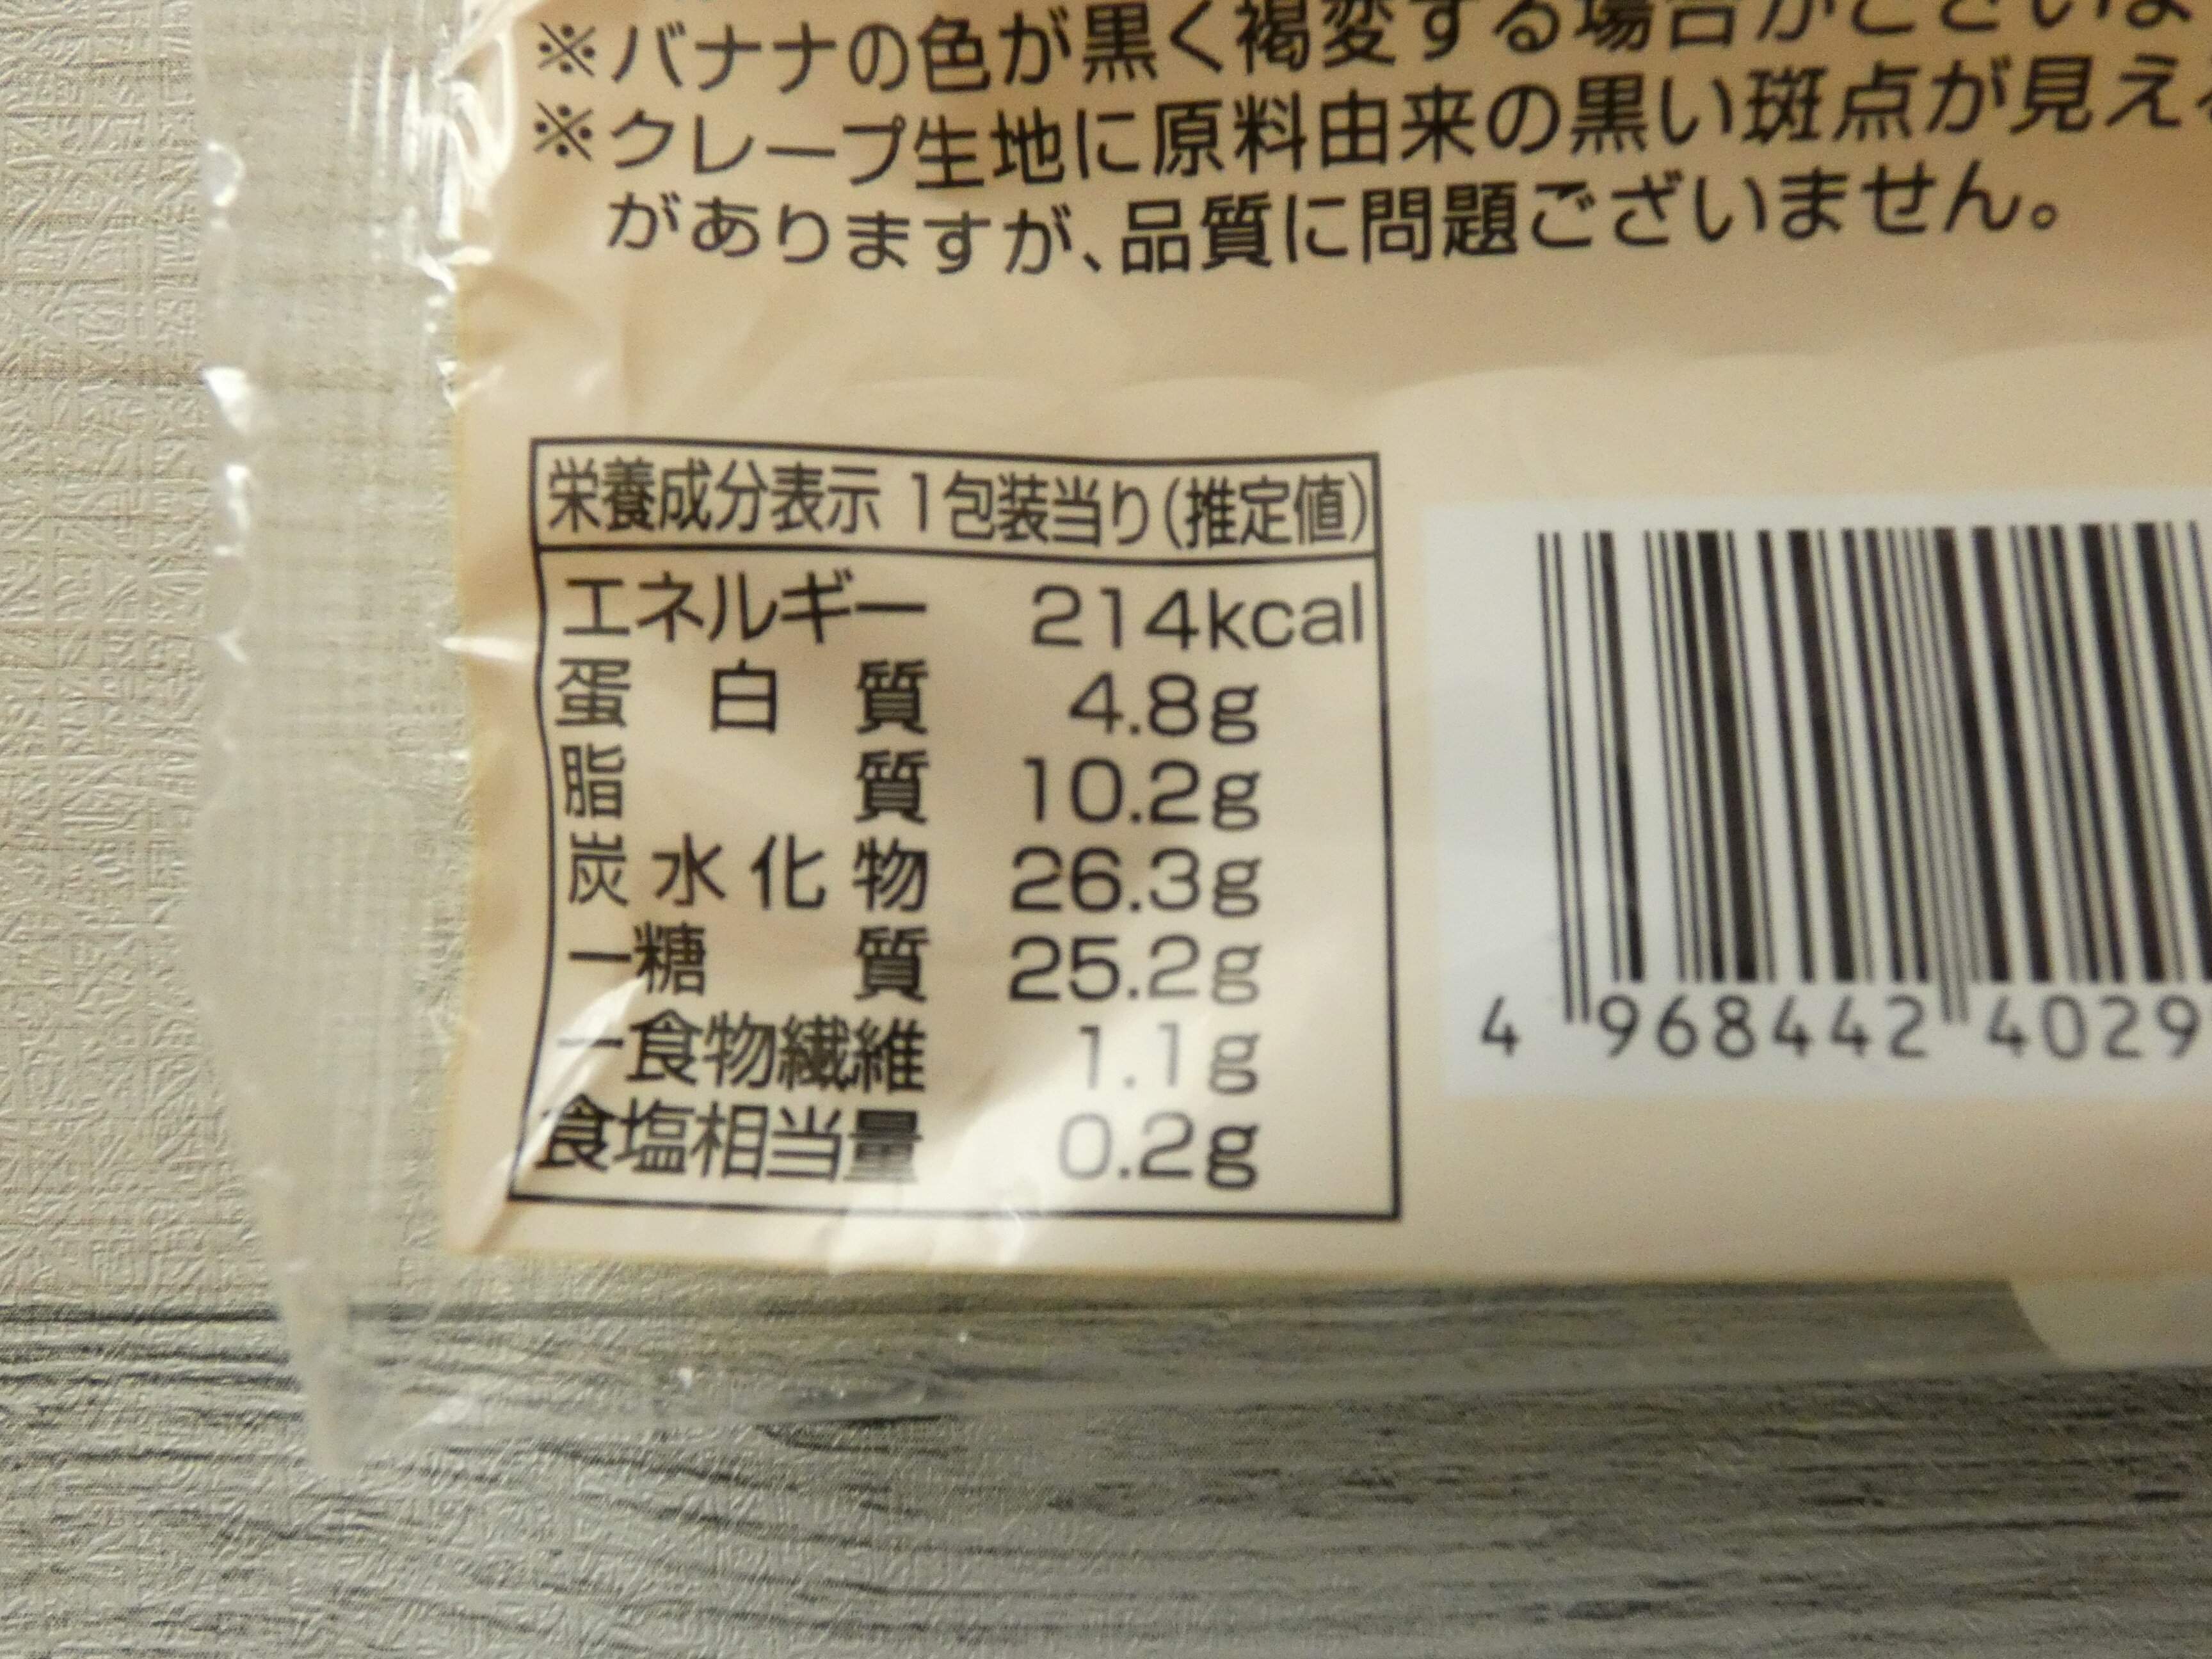 ※バナナの色が黒く褐変する場合がございま
※クレープ生地に原料由来の黒い斑点が見え
がありますが、品質に問題ございません。
栄養成分表示 1包装当り(推定値)
エネルギー 214kcal
蛋白質 4.8g
脂質 10.2g
炭水化物 26.3g
ー糖質 25.2g
ー食物繊維 1.1g
食塩相当量 0.2g
4 968442 4029